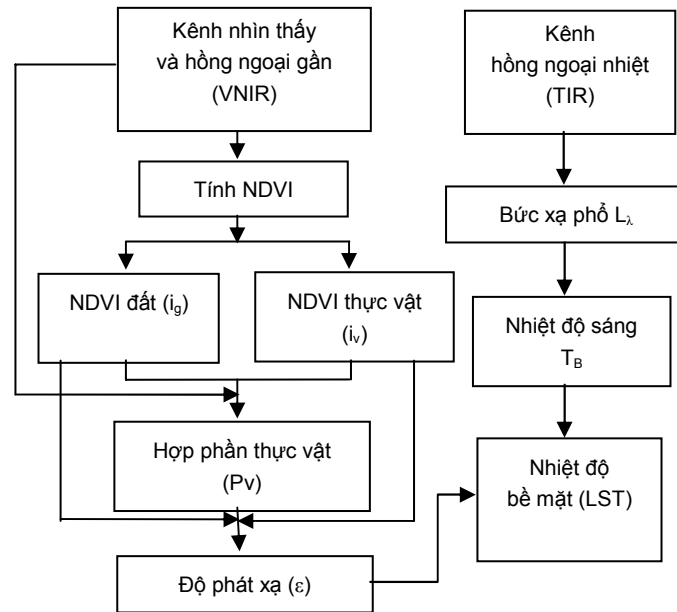 Kênh nhìn thấy
và hồng ngoại gần
(VNIR)
Kênh
hồng ngoại nhiệt
(TIR)
Tính NDVI
Bức xạ phổ Lλ
NDVI đất (ig)
NDVI thực vật
(iv)
Nhiệt độ sáng
TB
Hợp phần thực vật
(Pv)
Nhiệt độ
bề mặt (LST)
Độ phát xạ (ε)